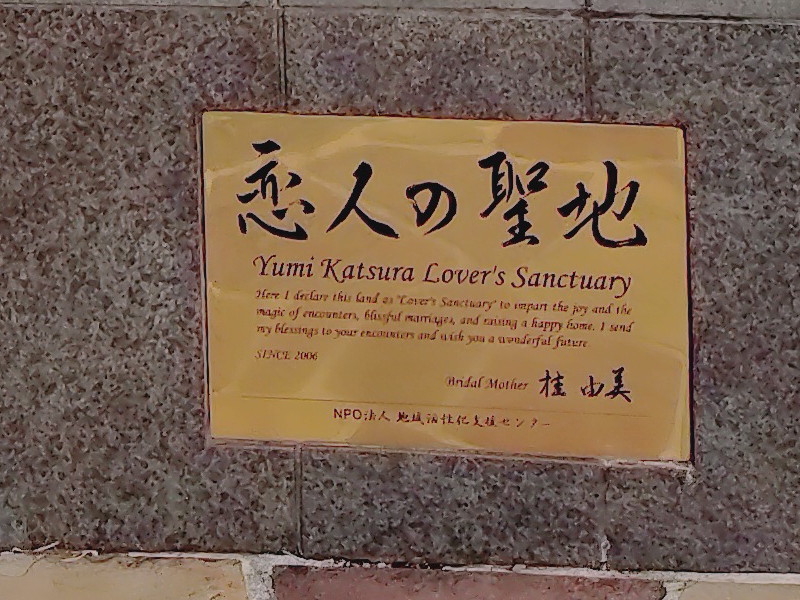 恋人の聖地
Yumi Katsura Lover's Sanctuary
Here I declare this land as "Lover's Sanctuary" to impart the joy and the
magic of encounters, blissful marriages, and raising a happy home. I send
my blessings to your encounters and wish you a wonderful future.
SINCE 2006
Bridal Mother 桂 由美
NPO法人 地域活性化支援センター